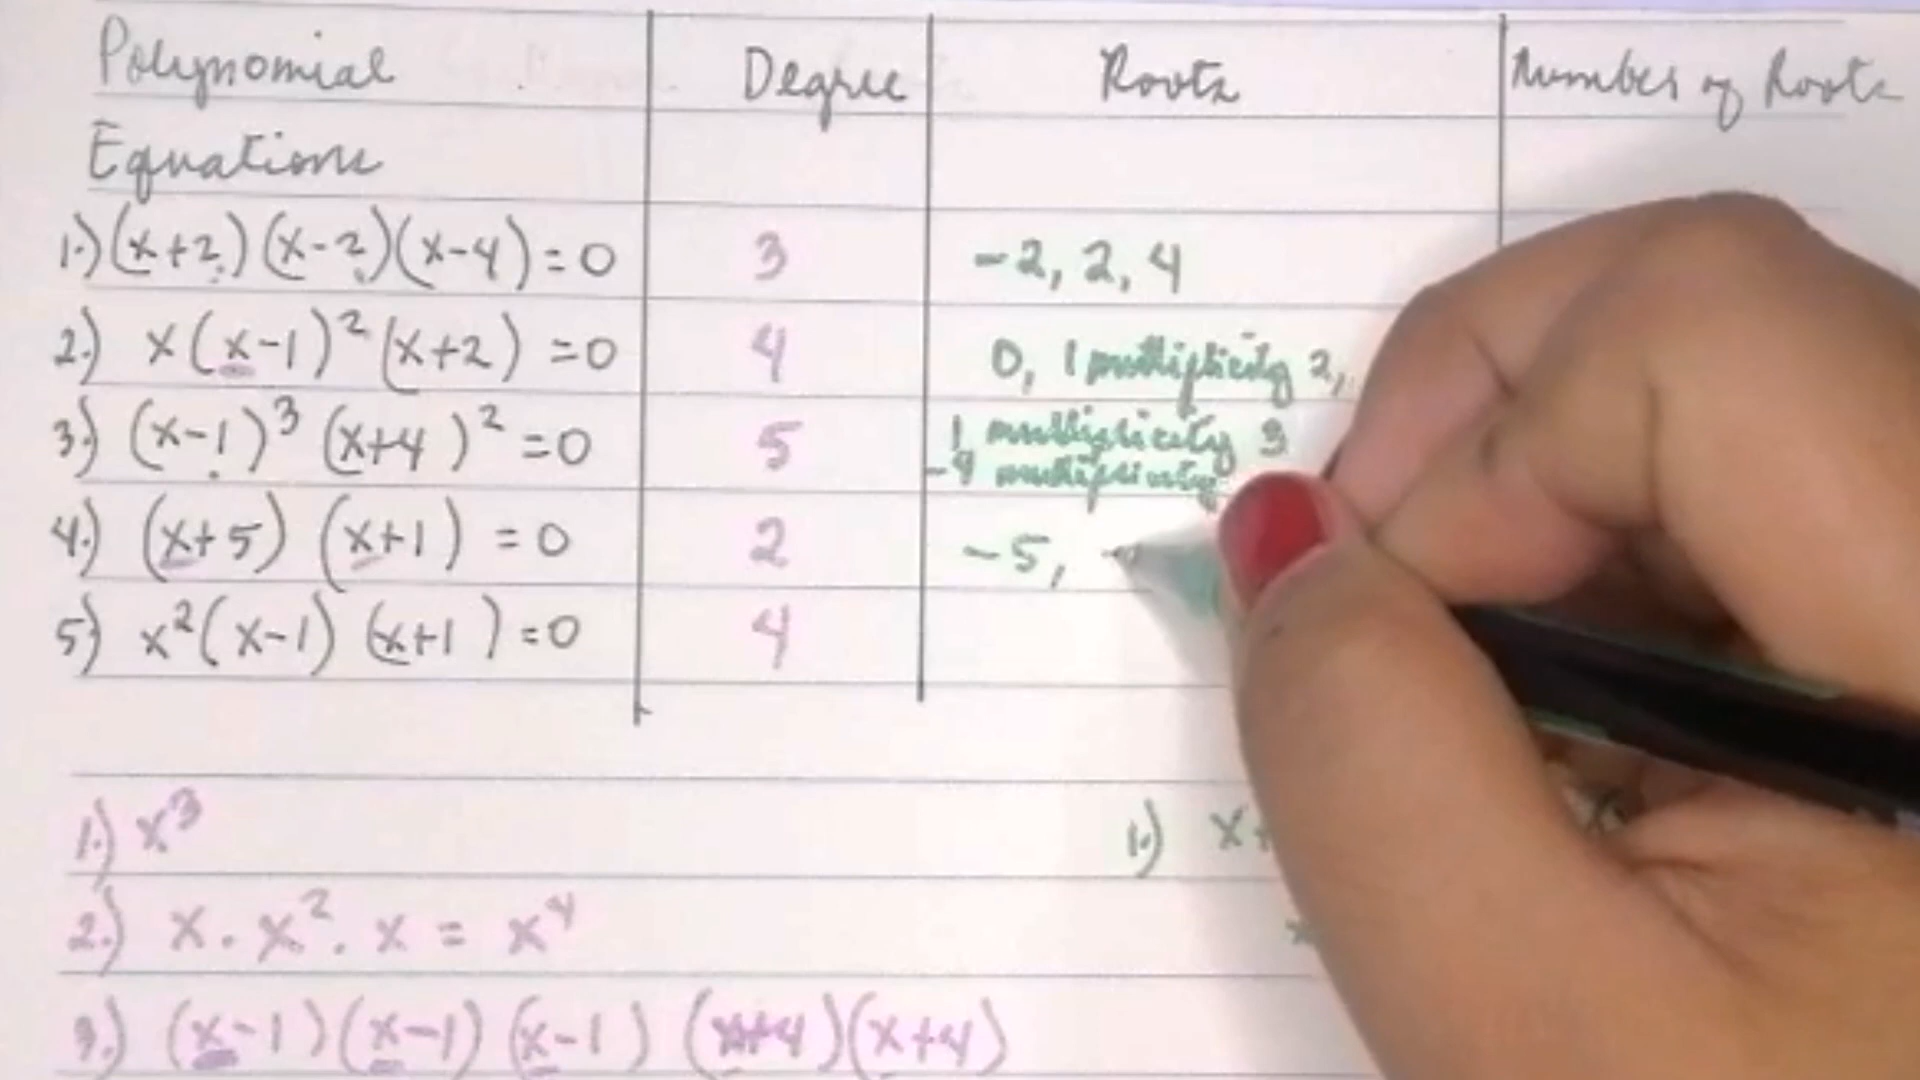 Polynomial Degree Roots Number of Roots
Equations
1.) (x+2)(x-2)(x-4)=0 3 -2, 2, 4
2.) x(x-1)²(x+2)=0 4 0, 1 multiplicity 2,
3.) (x-1)³(x+4)²=0 5 1 multiplicity 3
-4 multiplicity
4.) (x+5)(x+1)=0 2 -5, -
5.) x²(x-1)(x+1)=0 4
1.) x³ 1.) x+
2.) x·x²·x = x⁴ x
3.) (x-1)(x-1)(x-1)(x+4)(x+4)